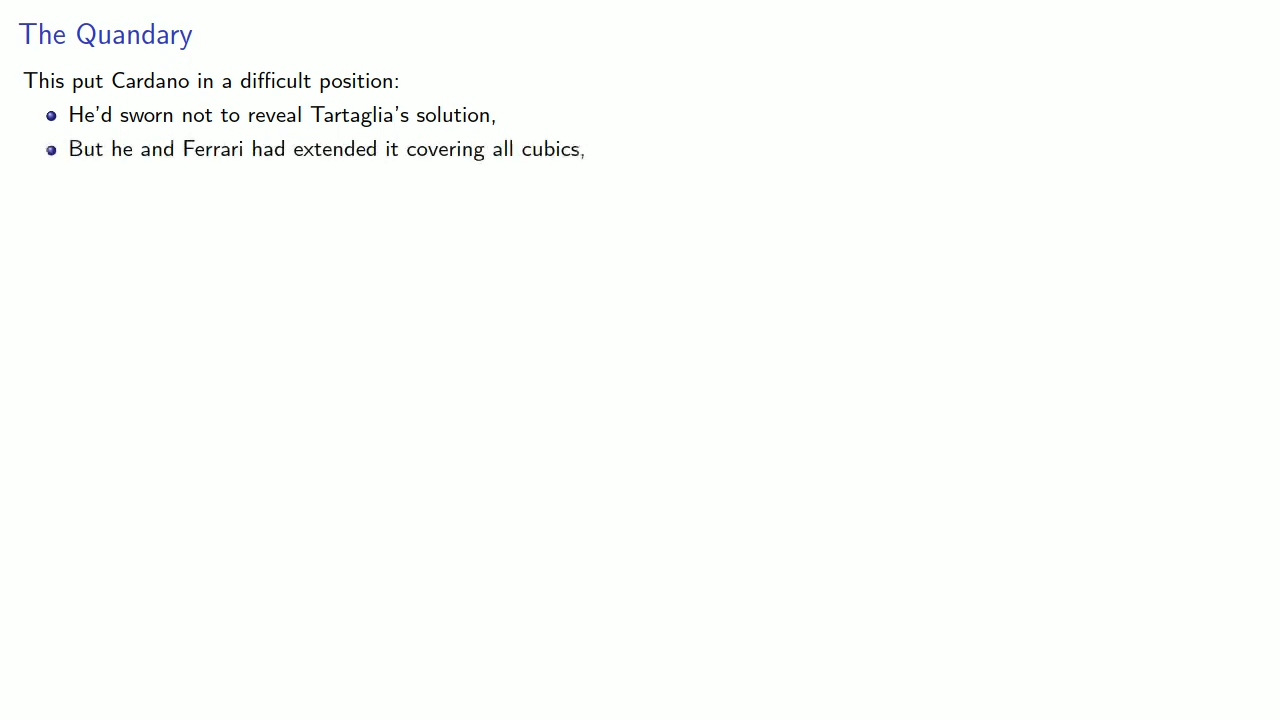 The Quandary
This put Cardano in a difficult position:
He'd sworn not to reveal Tartaglia's solution,
But he and Ferrari had extended it covering all cubics,